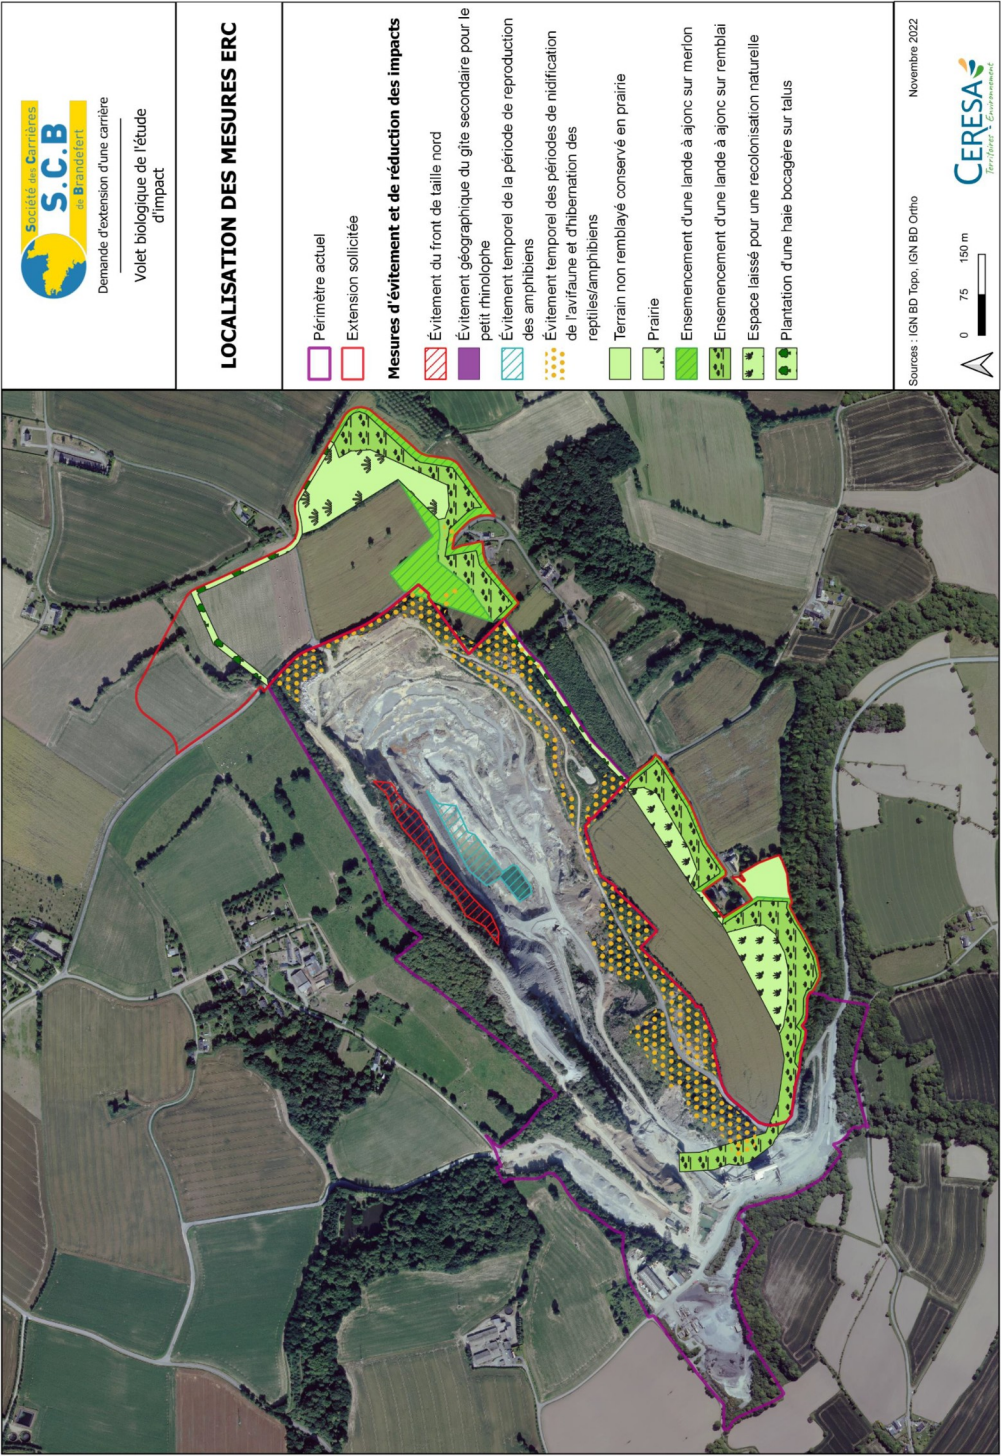 Société des Carrières
S.C.B
de Brandefert
Demande d'extension d'une carrière
Volet biologique de l'étude
d'impact
LOCALISATION DES MESURES ERC
Périmètre actuel
Extension sollicitée
Mesures d'évitement et de réduction des impacts
Évitement du front de taille nord
Évitement géographique du gîte secondaire pour le
petit rhinolophe
Évitement temporel de la période de reproduction
des amphibiens
Évitement temporel des périodes de nidification
de l'avifaune et d'hibernation des
reptiles/amphibiens
Terrain non remblayé conservé en prairie
Prairie
Ensemencement d'une lande à ajonc sur merlon
Ensemencement d'une lande à ajonc sur remblai
Espace laissé pour une recolonisation naturelle
Plantation d'une haie bocagère sur talus
Sources : IGN BD Topo, IGN BD Ortho
Novembre 2022
0 75 150 m
CERESA
Territoires - Environnement